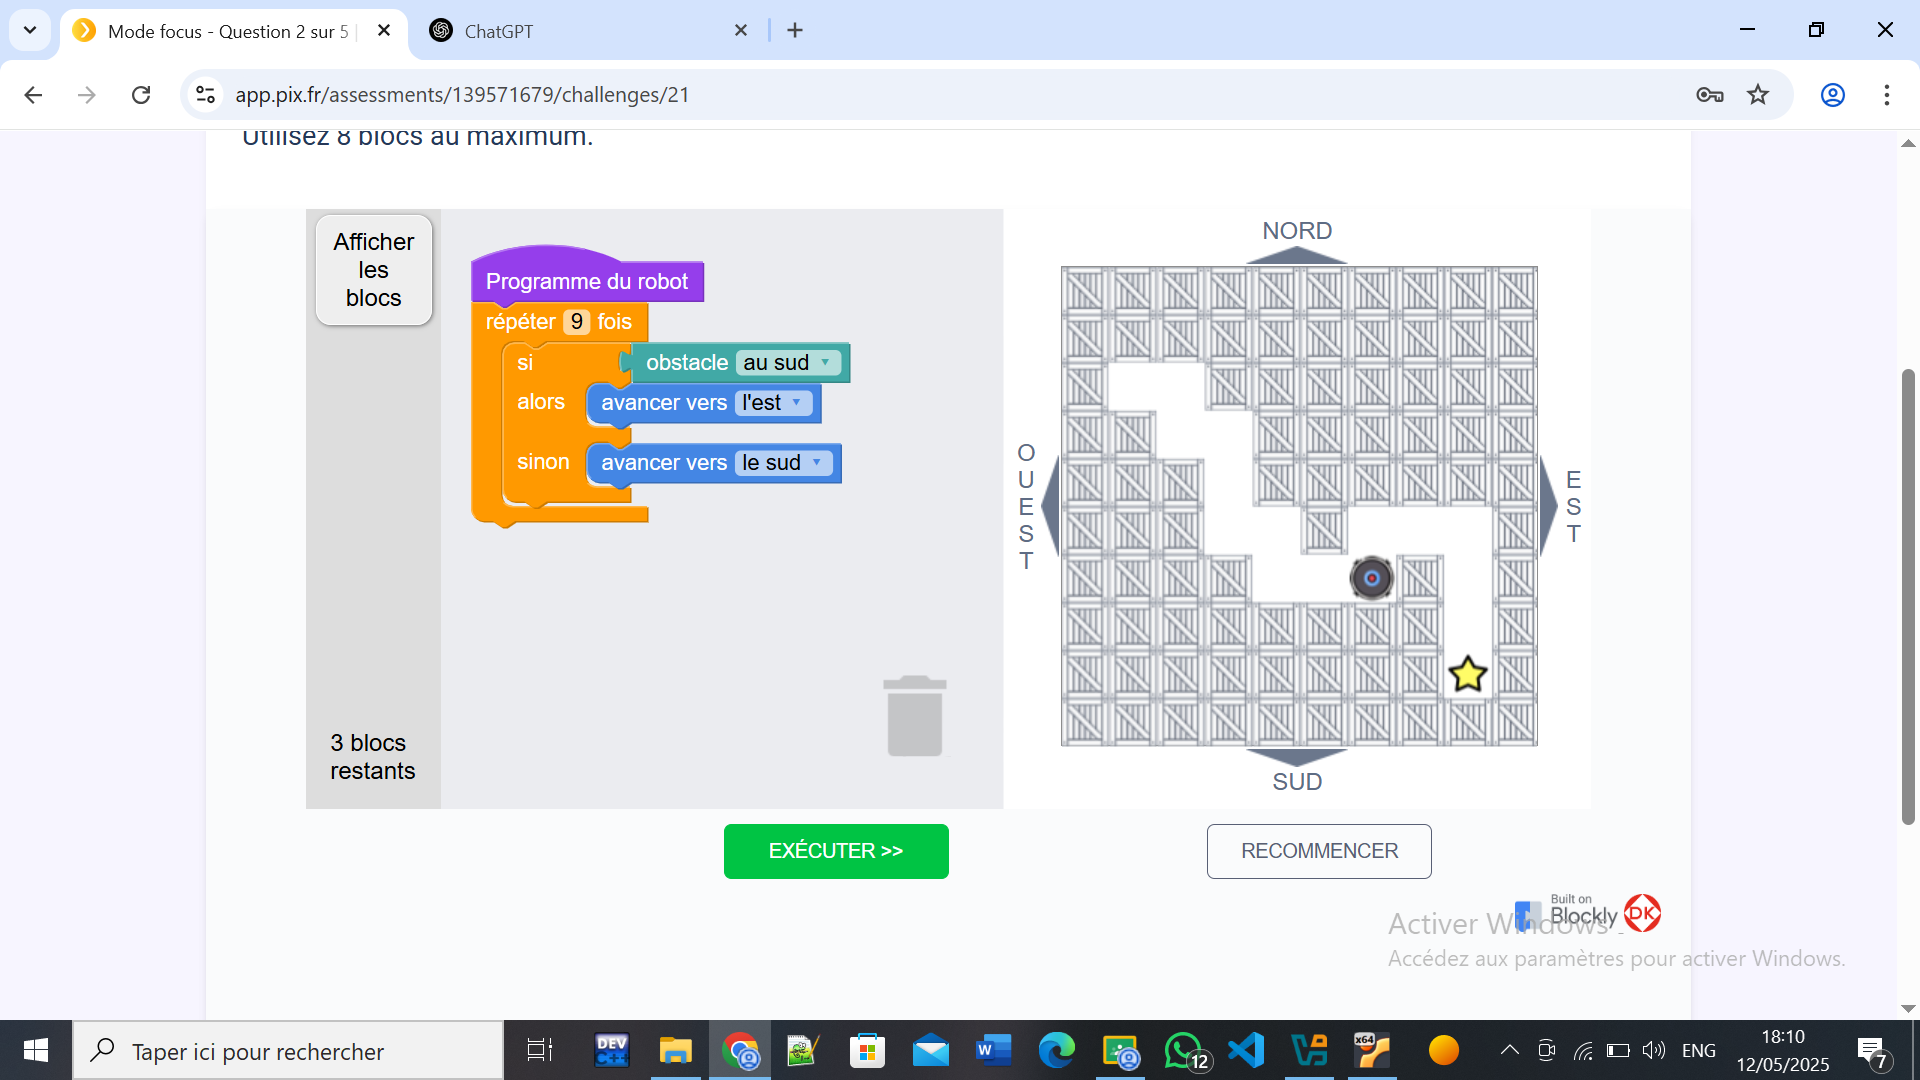 Mode focus - Question 2 sur 5
ChatGPT
app.pix.fr/assessments/139571679/challenges/21
Utilisez 8 blocs au maximum.
Afficher
les
blocs
Programme du robot
répéter 9 fois
si obstacle au sud
alors avancer vers l'est
sinon avancer vers le sud
3 blocs
restants
NORD
OUEST
EST
SUD
EXÉCUTER >>
RECOMMENCER
Built on
Blockly
DK
Activer Windows
Accédez aux paramètres pour activer Windows.
Taper ici pour rechercher
DEV
C++
W
12
x64
ENG
18:10
12/05/2025
7